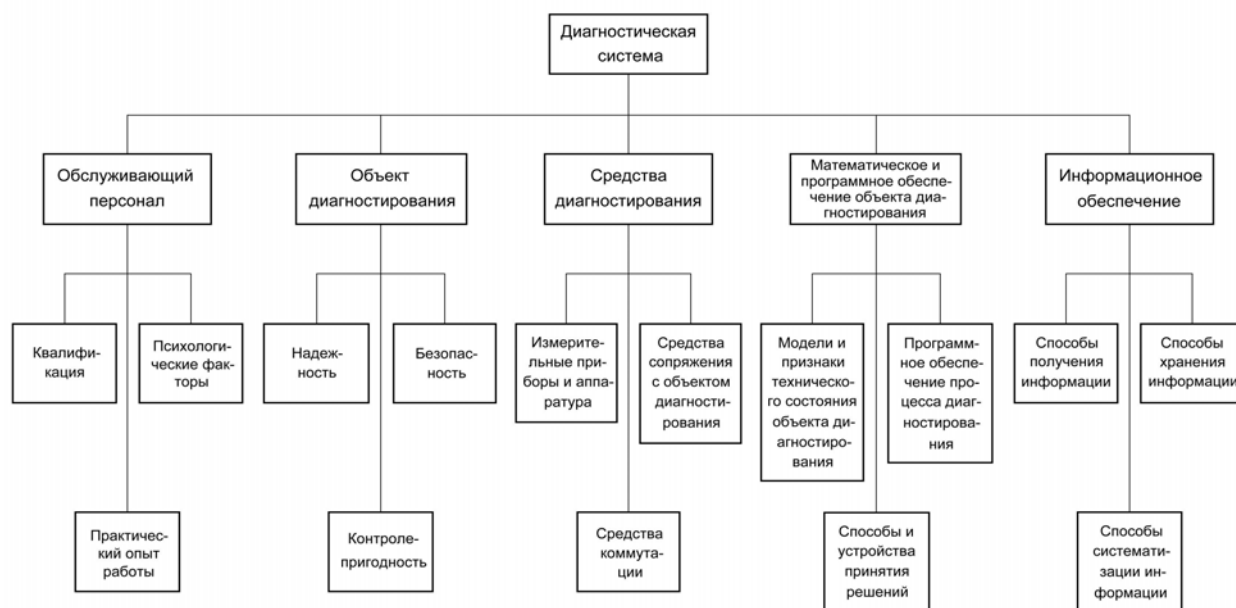 Диагностическая
система
Обслуживающий
персонал
Объект
диагностирования
Средства
диагностирования
Математическое и
программное обеспе-
чение объекта диа-
гностирования
Информационное
обеспечение
Квалифи-
кация
Психологи-
ческие фак-
торы
Надеж-
ность
Безопас-
ность
Измеритель-
ные при-
боры и аппа-
ратура
Средства
сопряжения
с объектом
диагности-
рования
Модели и
признаки
техническо-
го состояния
объекта ди-
агностиро-
вания
Программ-
ное обеспе-
чение про-
цесса диаг-
ностирова-
ния
Способы
получения
информации
Способы
хранения
информации
Практичес-
кий опыт
работы
Контроле-
пригодность
Средства
коммута-
ции
Способы и
устройства
принятия
решений
Способы
системати-
зации ин-
формации